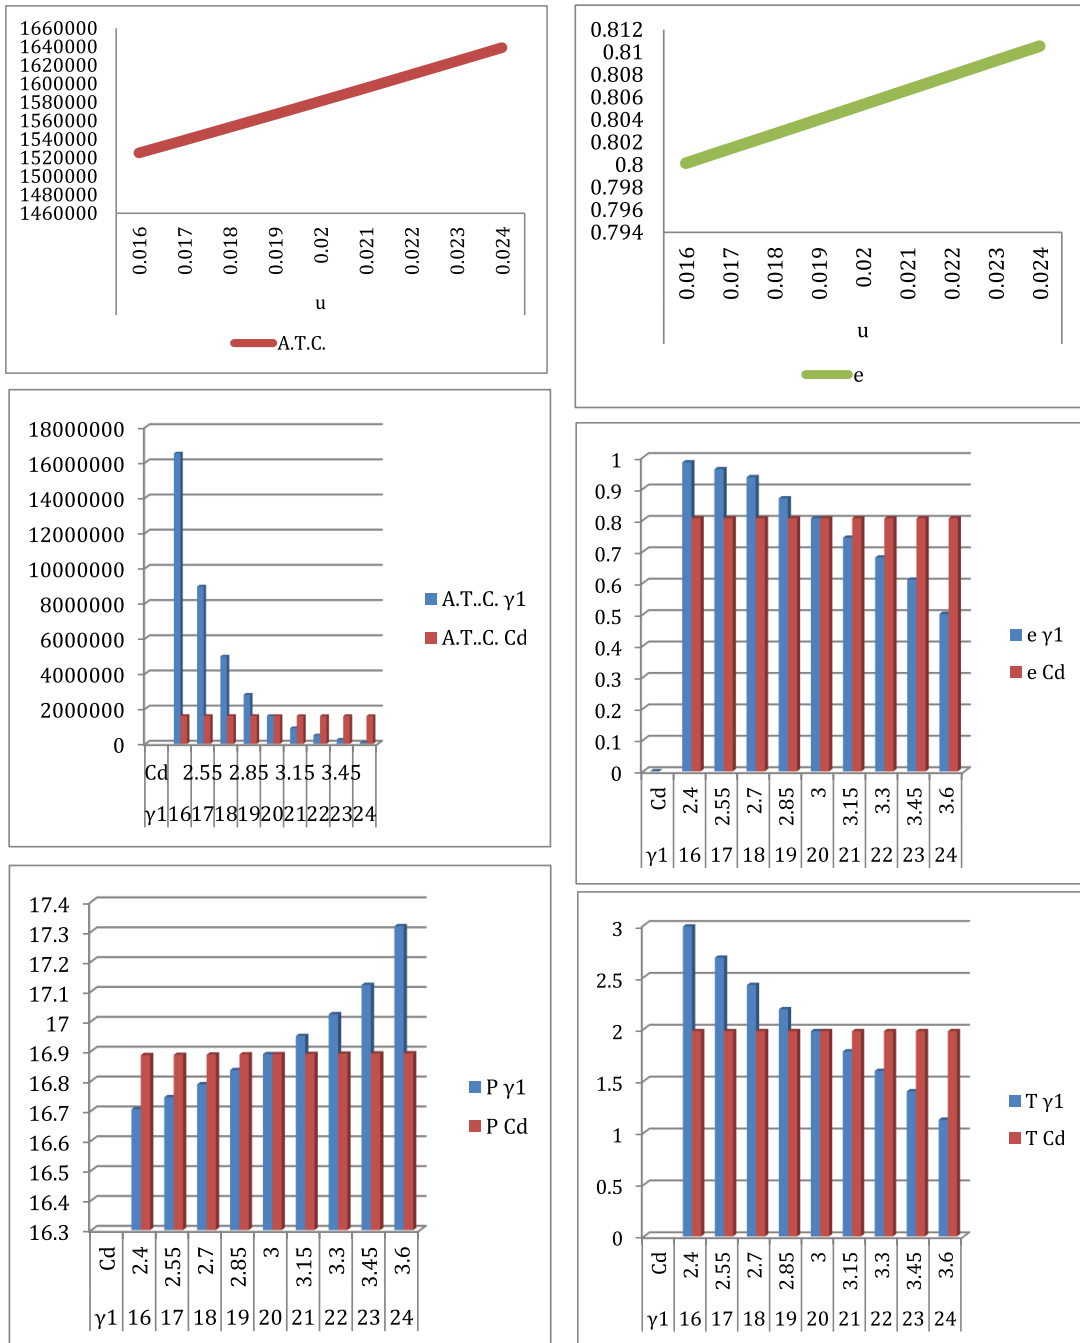 1660000
1640000
1620000
1600000
1580000
1560000
1540000
1520000
1500000
1480000
1460000
0.016 0.017 0.018 0.019 0.02 0.021 0.022 0.023 0.024
u
A.T.C.
0.812
0.81
0.808
0.806
0.804
0.802
0.8
0.798
0.796
0.794
0.016 0.017 0.018 0.019 0.02 0.021 0.022 0.023 0.024
u
e
18000000
16000000
14000000
12000000
10000000
8000000
6000000
4000000
2000000
0
Cd 2.55 2.85 3.15 3.45
γ1 16 17 18 19 20 21 22 23 24
A.T..C. γ1
A.T..C. Cd
1
0.9
0.8
0.7
0.6
0.5
0.4
0.3
0.2
0.1
0
Cd 2.4 2.55 2.7 2.85 3 3.15 3.3 3.45 3.6
γ1 16 17 18 19 20 21 22 23 24
e γ1
e Cd
17.4
17.3
17.2
17.1
17
16.9
16.8
16.7
16.6
16.5
16.4
16.3
Cd 2.4 2.55 2.7 2.85 3 3.15 3.3 3.45 3.6
γ1 16 17 18 19 20 21 22 23 24
P γ1
P Cd
3
2.5
2
1.5
1
0.5
0
Cd 2.4 2.55 2.7 2.85 3 3.15 3.3 3.45 3.6
γ1 16 17 18 19 20 21 22 23 24
T γ1
T Cd